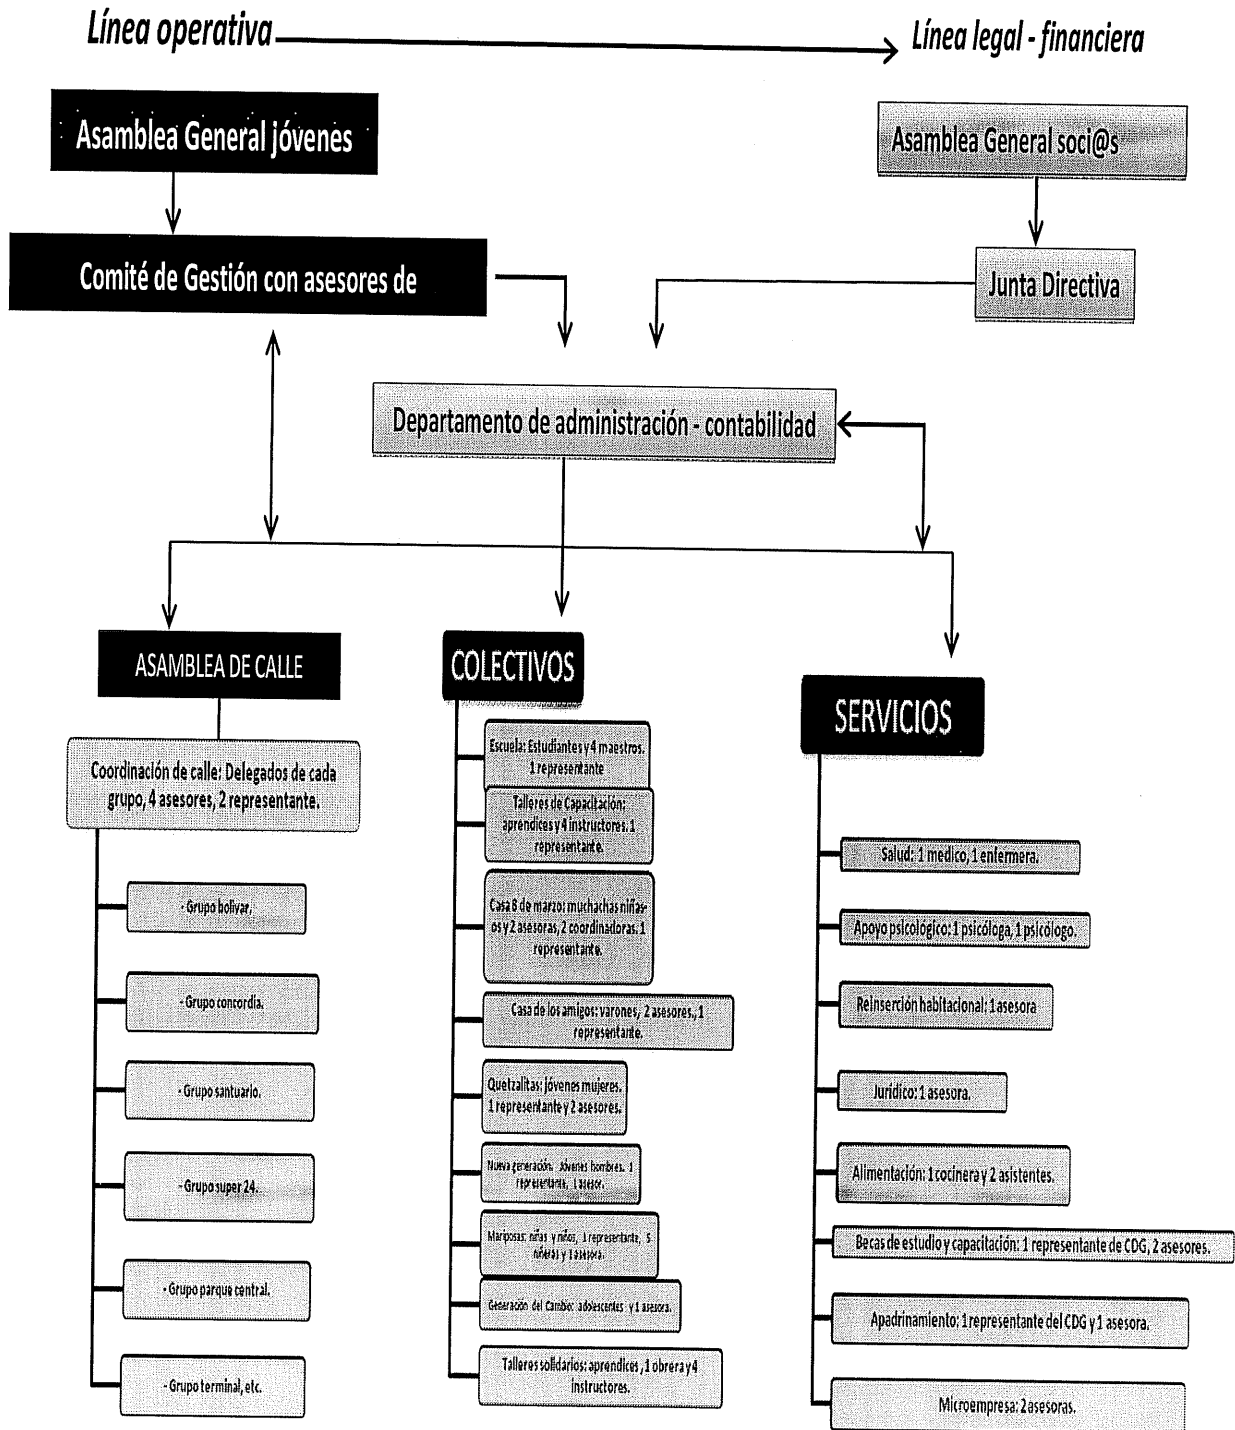 Línea operativa
Línea legal - financiera
Asamblea General jóvenes
Asamblea General soci@s
Comité de Gestión con asesores de
Junta Directiva
Departamento de administración - contabilidad
ASAMBLEA DE CALLE
Coordinación de calle: Delegados de cada
grupo, 4 asesores, 2 representante.
- Grupo bolivar.
- Grupo concordia.
- Grupo santuario.
- Grupo super 24.
- Grupo parque central.
- Grupo terminal, etc.
COLECTIVOS
Escuela: Estudiantes y 4 maestros.
1 representante
Talleres de Capacitación:
aprendices y 4 instructores. 1
representante.
Casa 8 de marzo: muchachas niñas-
os y 2 asesoras, 2 coordinadoras. 1
representante.
Casa de los amigos: varones, 2 asesores., 1
representante.
Quetzalitas: jóvenes mujeres.
1 representante y 2 asesores.
Nueva generación. Jóvenes hombres. 1
representante, 1 asesor.
Mariposas: niñas y niños, 1 representante, 5
niñeras y 1 asesora.
Generación del Cambio: adolescentes y 1 asesora.
Talleres solidarios: aprendices , 1 obrera y 4
instructores.
SERVICIOS
Salud: 1 medico, 1 enfermera.
Apoyo psicológico: 1 psicóloga, 1 psicólogo.
Reinserción habitacional: 1 asesora
Jurídico: 1 asesora.
Alimentación: 1 cocinera y 2 asistentes.
Becas de estudio y capacitación: 1 representante de CDG, 2 asesores.
Apadrinamiento: 1 representante del CDG y 1 asesora.
Microempresa: 2 asesoras.